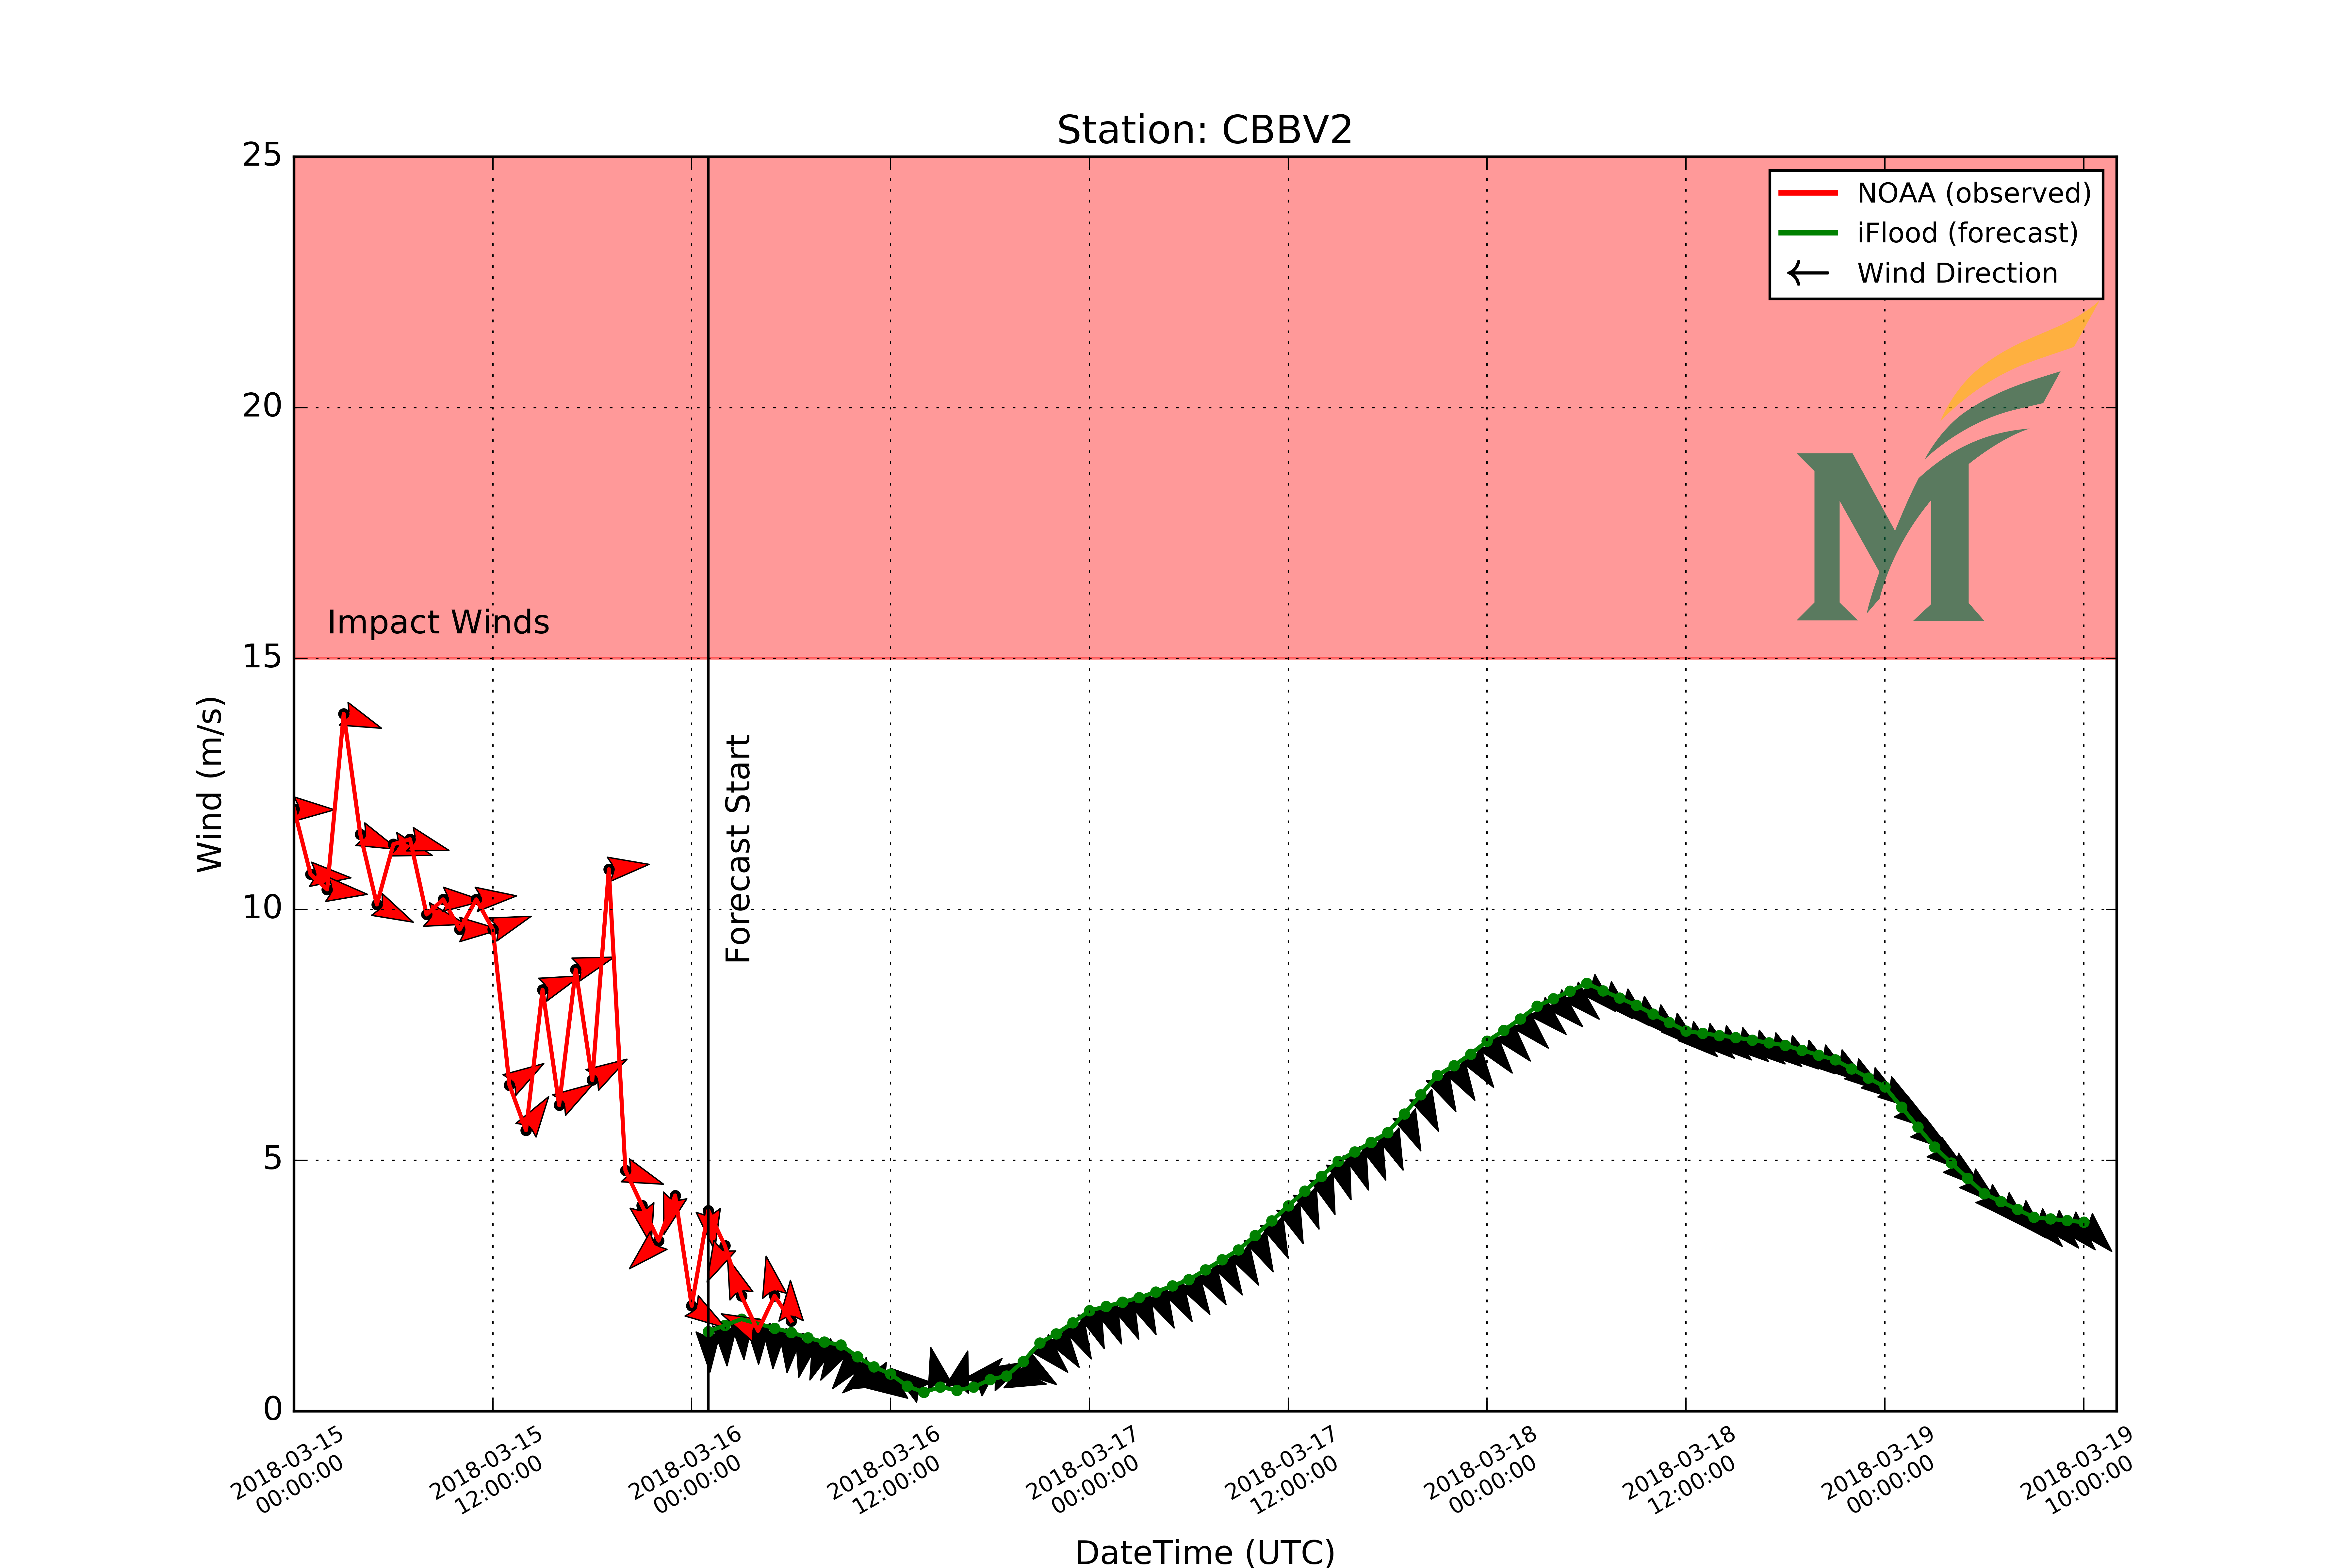 Station: CBBV2
25
20
15
10
5
0
Wind (m/s)
NOAA (observed)
iFlood (forecast)
Wind Direction
Impact Winds
Forecast Start
2018-03-15
00:00:00
2018-03-15
12:00:00
2018-03-16
00:00:00
2018-03-16
12:00:00
2018-03-17
00:00:00
2018-03-17
12:00:00
2018-03-18
00:00:00
2018-03-18
12:00:00
2018-03-19
00:00:00
2018-03-19
10:00:00
DateTime (UTC)
M